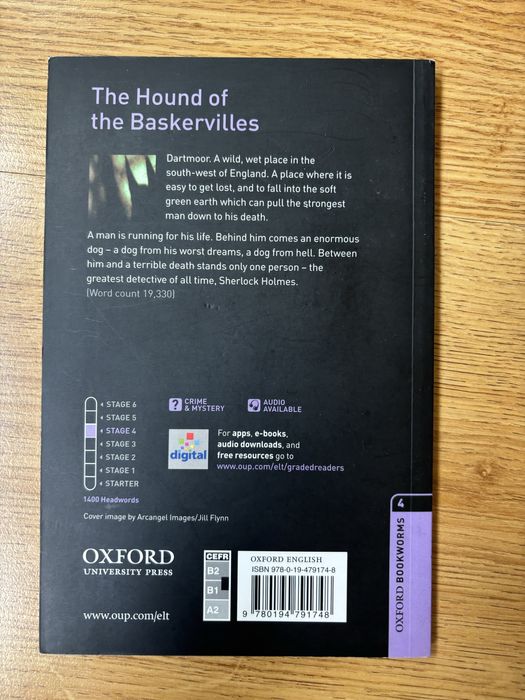 The Hound of
the Baskervilles
Dartmoor. A wild, wet place in the
south-west of England. A place where it is
easy to get lost, and to fall into the soft
green earth which can pull the strongest
man down to his death.
A man is running for his life. Behind him comes an enormous
dog – a dog from his worst dreams, a dog from hell. Between
him and a terrible death stands only one person – the
greatest detective of all time, Sherlock Holmes.
(Word count 19,330)
STAGE 6
STAGE 5
STAGE 4
STAGE 3
STAGE 2
STAGE 1
STARTER
1400 Headwords
? CRIME
& MYSTERY
AUDIO
AVAILABLE
digital
For apps, e-books,
audio downloads, and
free resources go to
www.oup.com/elt/gradedreaders
Cover image by Arcangel Images/Jill Flynn
OXFORD
UNIVERSITY PRESS
www.oup.com/elt
CEFR
B2
B1
A2
OXFORD ENGLISH
ISBN 978-0-19-479174-8
9 780194 791748
4
OXFORD BOOKWORMS